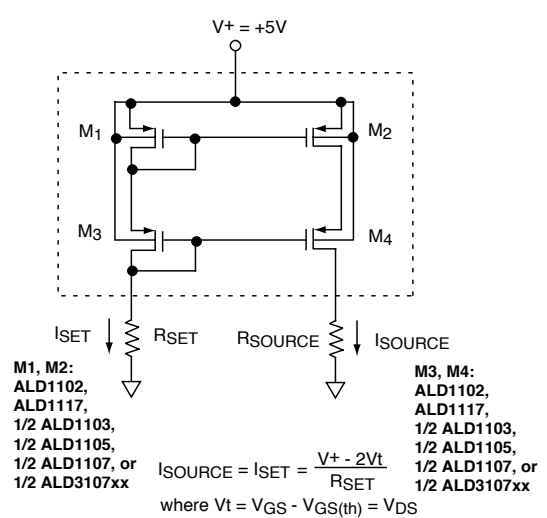 V+ = +5V
M1
M2
M3
M4
ISET
RSET
RSOURCE
ISOURCE
M1, M2:
ALD1102,
ALD1117,
1/2 ALD1103,
1/2 ALD1105,
1/2 ALD1107, or
1/2 ALD3107xx
M3, M4:
ALD1102,
ALD1117,
1/2 ALD1103,
1/2 ALD1105,
1/2 ALD1107, or
1/2 ALD3107xx
ISOURCE = ISET = V+ - 2Vt / RSET
where Vt = VGS - VGS(th) = VDS